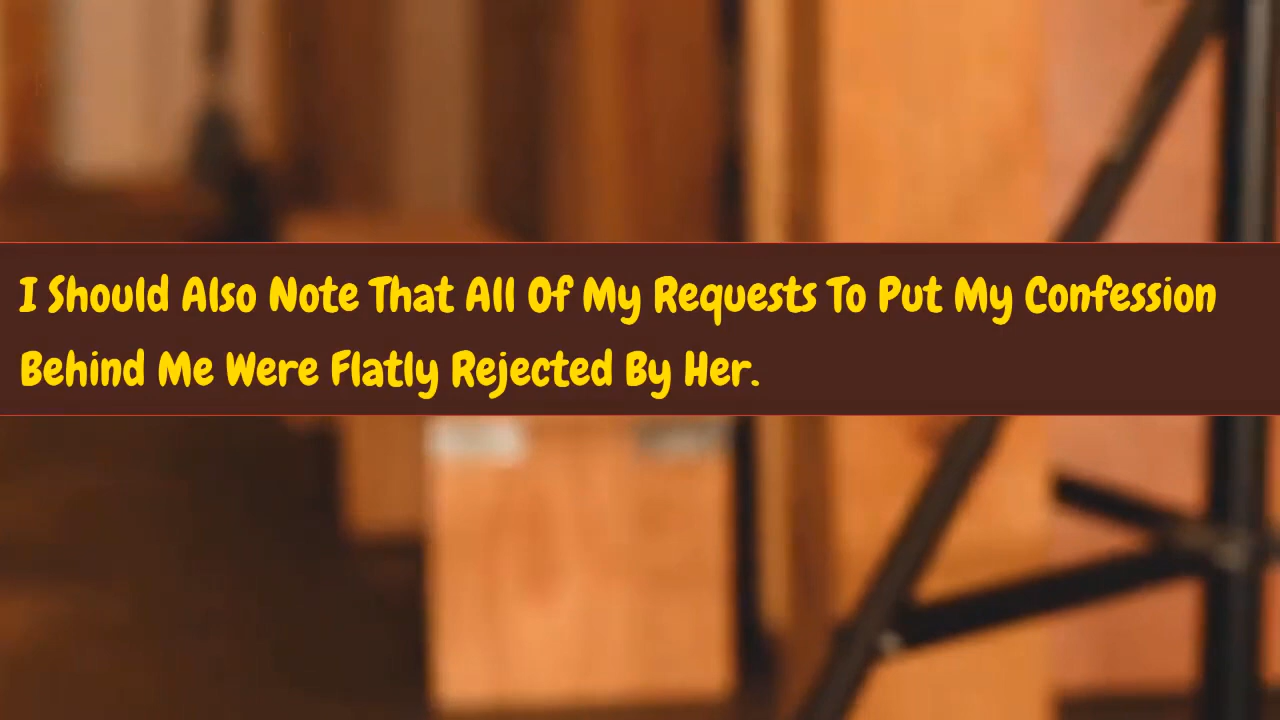 I Should Also Note That All Of My Requests To Put My Confession
Behind Me Were Flatly Rejected By Her.